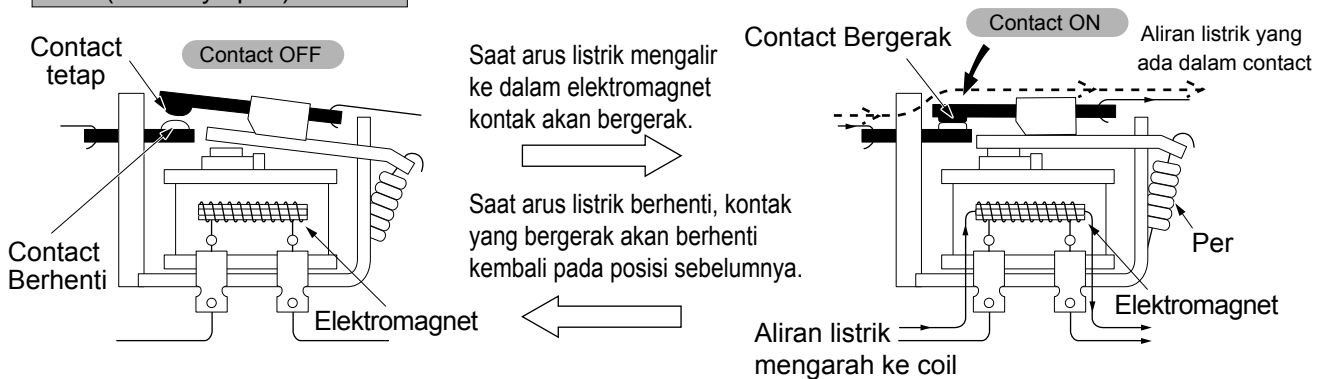 Contact
tetap
Contact OFF
Contact
Berhenti
Elektromagnet
Saat arus listrik mengalir
ke dalam elektromagnet
kontak akan bergerak.
Saat arus listrik berhenti, kontak
yang bergerak akan berhenti
kembali pada posisi sebelumnya.
Contact Bergerak
Contact ON
Aliran listrik yang
ada dalam contact
Per
Elektromagnet
Aliran listrik
mengarah ke coil